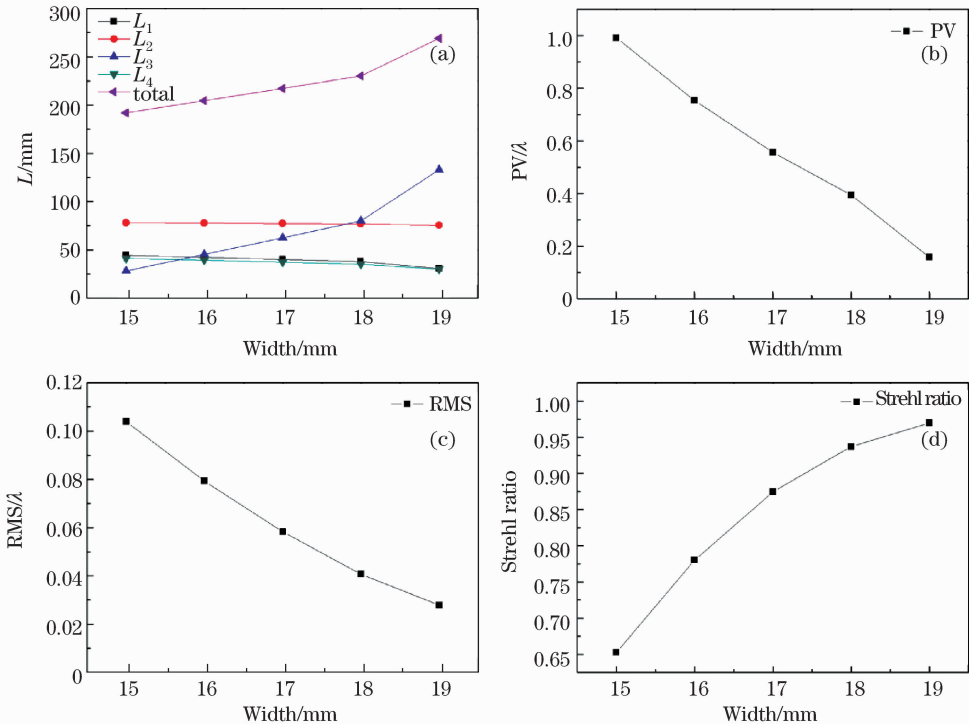 300
250
200
150
100
50
0
L/mm
L1
L2
L3
L4
total
(a)
15 16 17 18 19
Width/mm
1.0
0.8
0.6
0.4
0.2
0
PV/λ
PV
(b)
15 16 17 18 19
Width/mm
0.12
0.10
0.08
0.06
0.04
0.02
0
RMS/λ
RMS
(c)
15 16 17 18 19
Width/mm
1.00
0.95
0.90
0.85
0.80
0.75
0.70
0.65
Strehl ratio
Strehl ratio
(d)
15 16 17 18 19
Width/mm